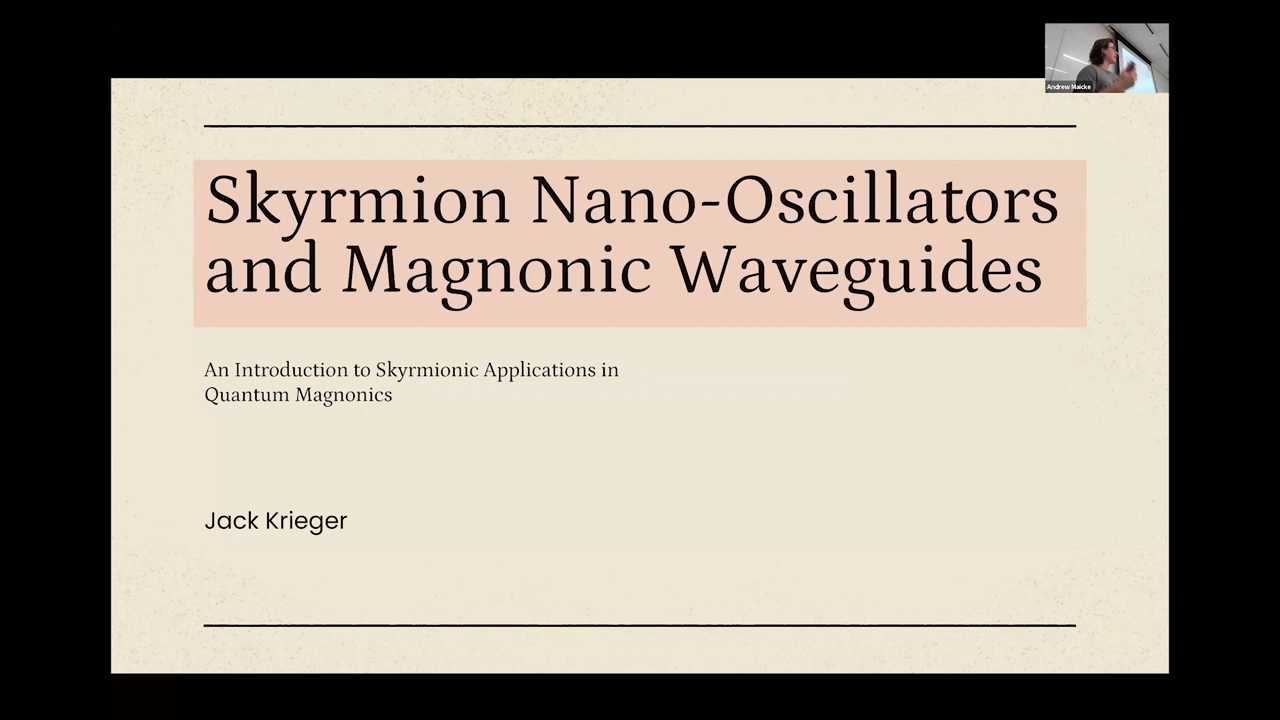 Andrew Maicke
Skyrmion Nano-Oscillators
and Magnonic Waveguides
An Introduction to Skyrmionic Applications in
Quantum Magnonics
Jack Krieger